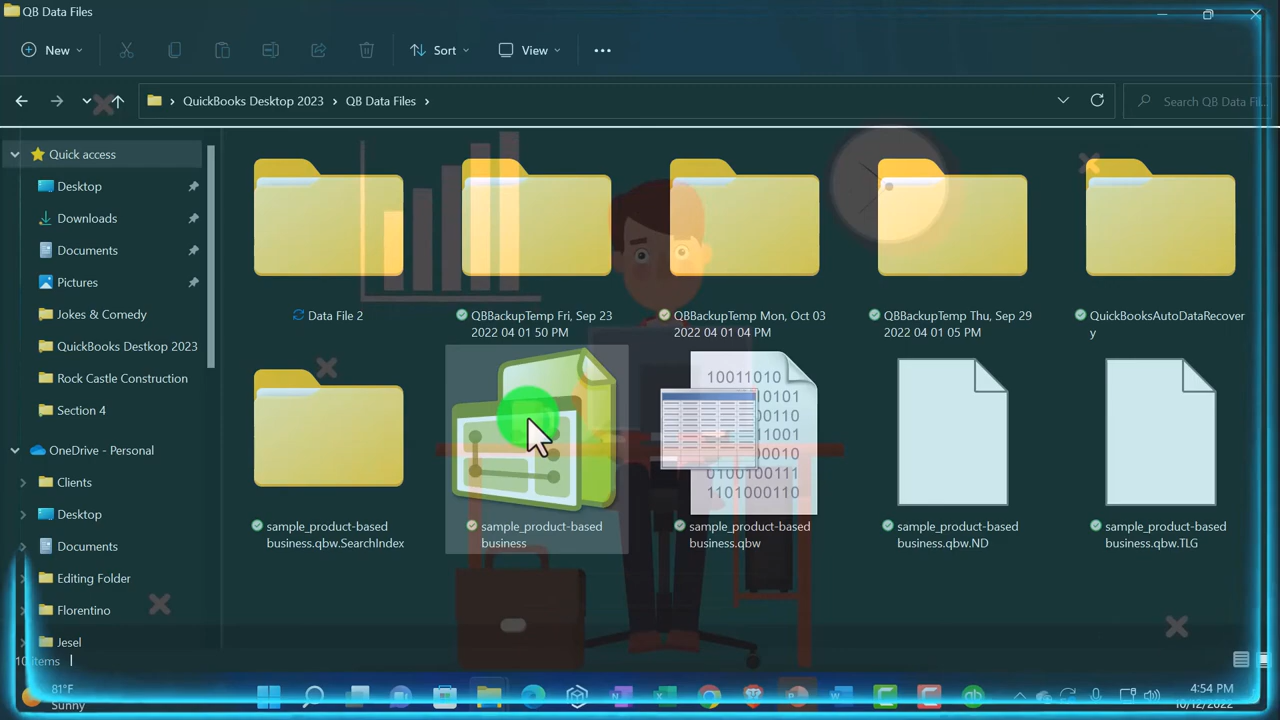 QB Data Files
New
Sort
View
QuickBooks Desktop 2023 QB Data Files
Search QB Data Fil...
Quick access
Desktop
Downloads
Documents
Pictures
Jokes & Comedy
QuickBooks Destkop 2023
Rock Castle Construction
Section 4
OneDrive - Personal
Clients
Desktop
Documents
Editing Folder
Florentino
Jesel
Data File 2
QBBackupTemp Fri, Sep 23
2022 04 01 50 PM
QBBackupTemp Mon, Oct 03
2022 04 01 04 PM
QBBackupTemp Thu, Sep 29
2022 04 01 05 PM
QuickBooksAutoDataRecover
y
10011010
0101
00110
11001
00010
0100100111
1101000110
sample_product-based
business.qbw.SearchIndex
sample_product-based
business
sample_product-based
business.qbw
sample_product-based
business.qbw.ND
sample_product-based
business.qbw.TLG
10 items
81°F
Sunny
4:54 PM
10/12/2022